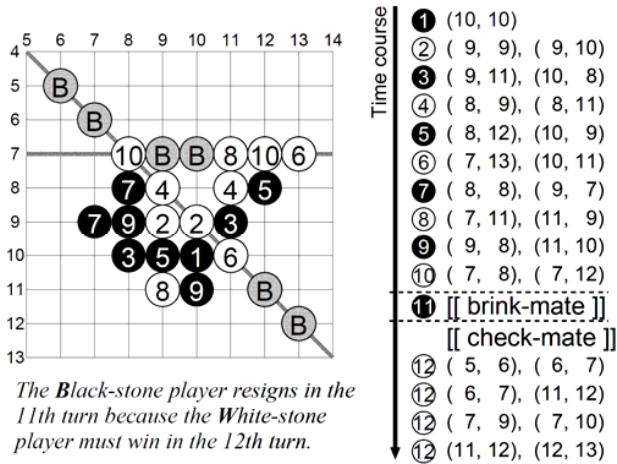 5 6 7 8 9 10 11 12 13 14
4
5 B
6 B
7 10 B B 8 10 6
8 7 4 4 5
9 7 9 2 2 3
10 3 5 1 6
11 8 9 B
12 B
13
The Black-stone player resigns in the
11th turn because the White-stone
player must win in the 12th turn.
Time course
1 (10, 10)
2 ( 9, 9), ( 9, 10)
3 ( 9, 11), (10, 8)
4 ( 8, 9), ( 8, 11)
5 ( 8, 12), (10, 9)
6 ( 7, 13), (10, 11)
7 ( 8, 8), ( 9, 7)
8 ( 7, 11), (11, 9)
9 ( 9, 8), (11, 10)
10 ( 7, 8), ( 7, 12)
11 [[ brink-mate ]]
[[ check-mate ]]
12 ( 5, 6), ( 6, 7)
12 ( 6, 7), (11, 12)
12 ( 7, 9), ( 7, 10)
12 (11, 12), (12, 13)